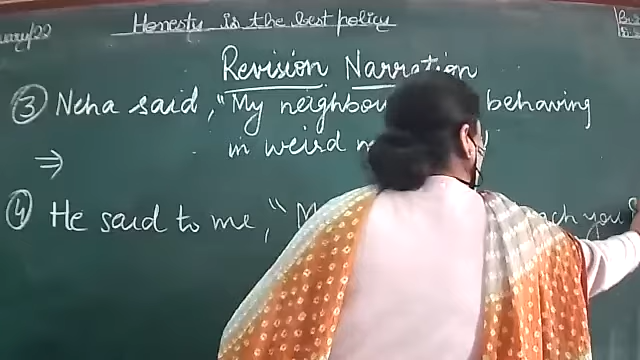 Honesty is the best policy
Revision Narration
③ Neha said, "My neighbou behaving
in weird
⇒
④ He said to me, " you